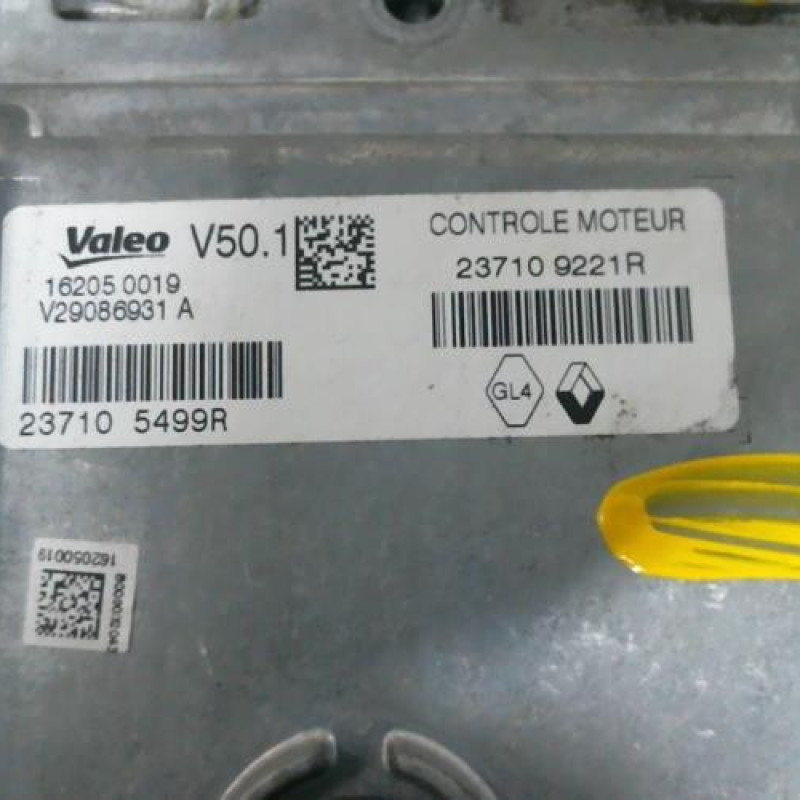 Valeo V50.1
16205 0019
V29086931 A
23710 5499R
CONTROLE MOTEUR
23710 9221R
GL4
162050019